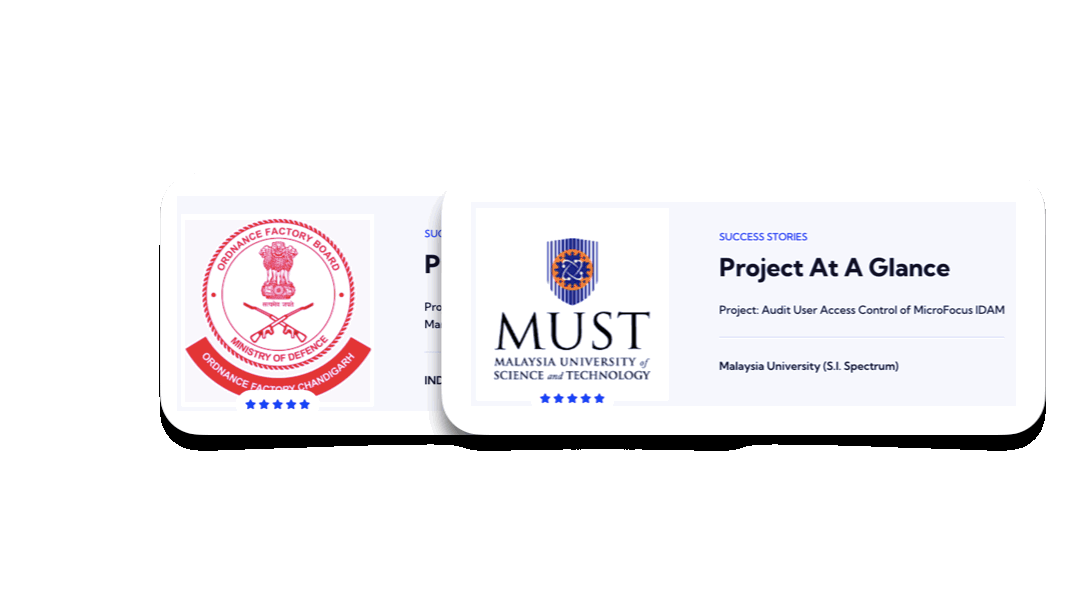 ORDNANCE FACTORY BOARD
सत्यमेव जयते
MINISTRY OF DEFENCE
ORDNANCE FACTORY CHANDIGARH
SUC
P
Pro
Ma
IND
MUST
MALAYSIA UNIVERSITY of
SCIENCE and TECHNOLOGY
SUCCESS STORIES
Project At A Glance
Project: Audit User Access Control of MicroFocus IDAM
Malaysia University (S.I. Spectrum)